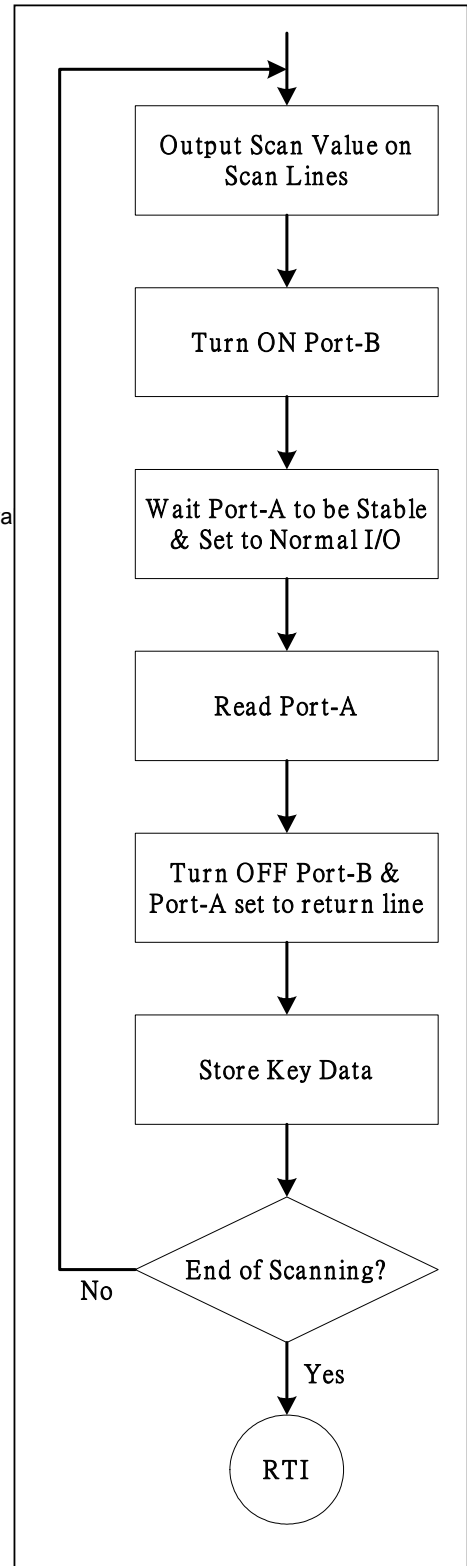 Output Scan Value on
Scan Lines
Turn ON Port-B
a
Wait Port-A to be Stable
& Set to Normal I/O
Read Port-A
Turn OFF Port-B &
Port-A set to return line
Store Key Data
End of Scanning?
No
Yes
RTI